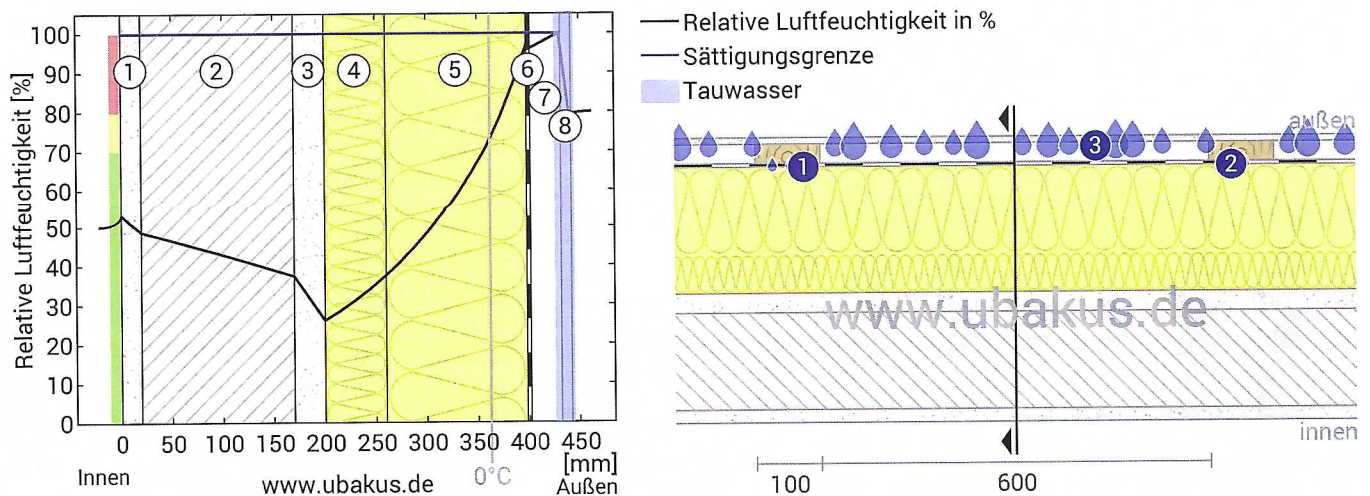 Relative Luftfeuchtigkeit [%]
100
90
80
70
60
50
40
30
20
10
0
1
2
3
4
5
6
7
8
0 50 100 150 200 250 300 350 400 450
[mm]
Innen
www.ubakus.de
0°C
Außen
Relative Luftfeuchtigkeit in %
Sättigungsgrenze
Tauwasser
außen
1
3
2
www.ubakus.de
innen
100
600